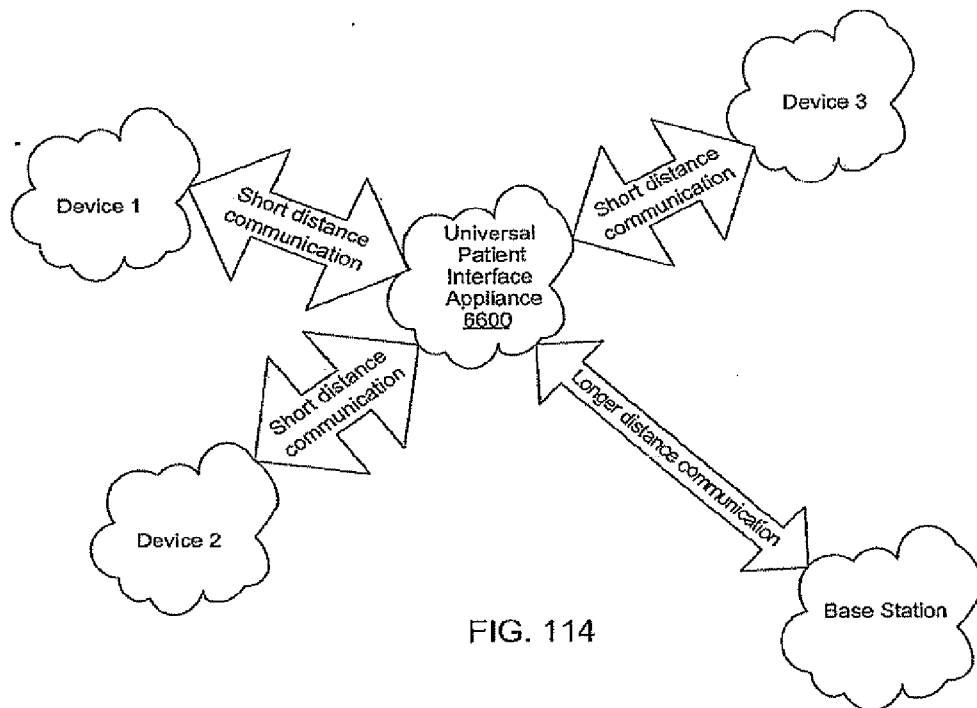 Device 3
Device 1
Short distance
communication
Short distance
communication
Universal
Patient
Interface
Appliance
6600
Short distance
communication
Longer distance communication
Device 2
Base Station
FIG. 114